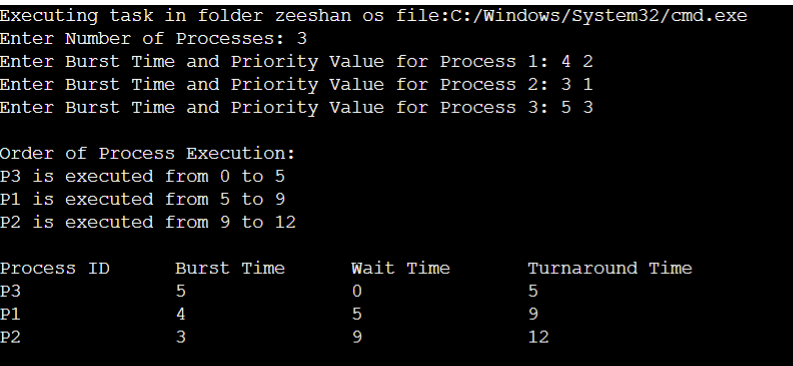 Executing task in folder zeeshan os file:C:/Windows/System32/cmd.exe
Enter Number of Processes: 3
Enter Burst Time and Priority Value for Process 1: 4 2
Enter Burst Time and Priority Value for Process 2: 3 1
Enter Burst Time and Priority Value for Process 3: 5 3
Order of Process Execution:
P3 is executed from 0 to 5
P1 is executed from 5 to 9
P2 is executed from 9 to 12
Process ID Burst Time Wait Time Turnaround Time
P3 5 0 5
P1 4 5 9
P2 3 9 12